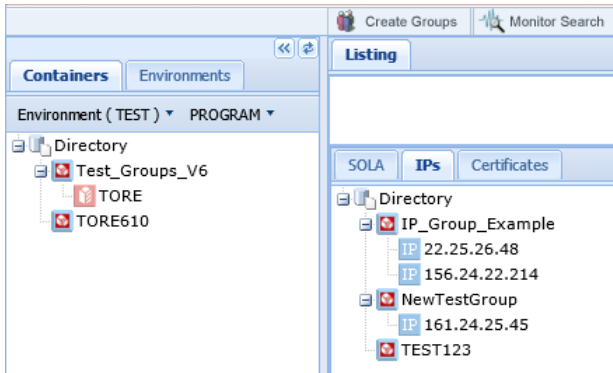 Create Groups Monitor Search
Containers Environments
Environment ( TEST ) PROGRAM
Directory
Test_Groups_V6
TORE
TORE610
Listing
SOLA IPs Certificates
Directory
IP_Group_Example
IP 22.25.26.48
IP 156.24.22.214
NewTestGroup
IP 161.24.25.45
TEST123